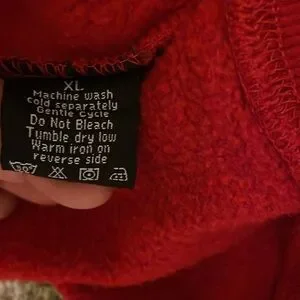 XL
Machine wash
cold separately
Gentle Cycle
Do Not Bleach
Tumble dry low
Warm iron on
reverse side